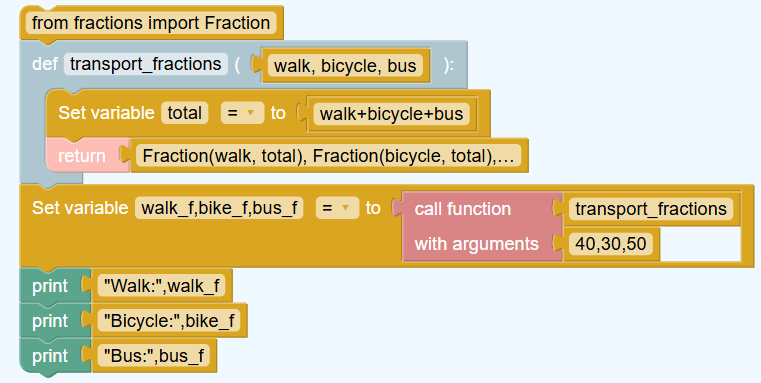 from fractions import Fraction
def transport_fractions ( walk, bicycle, bus ):
Set variable total = to walk+bicycle+bus
return Fraction(walk, total), Fraction(bicycle, total),...
Set variable walk_f,bike_f,bus_f = to call function transport_fractions
with arguments 40,30,50
print "Walk:",walk_f
print "Bicycle:",bike_f
print "Bus:",bus_f